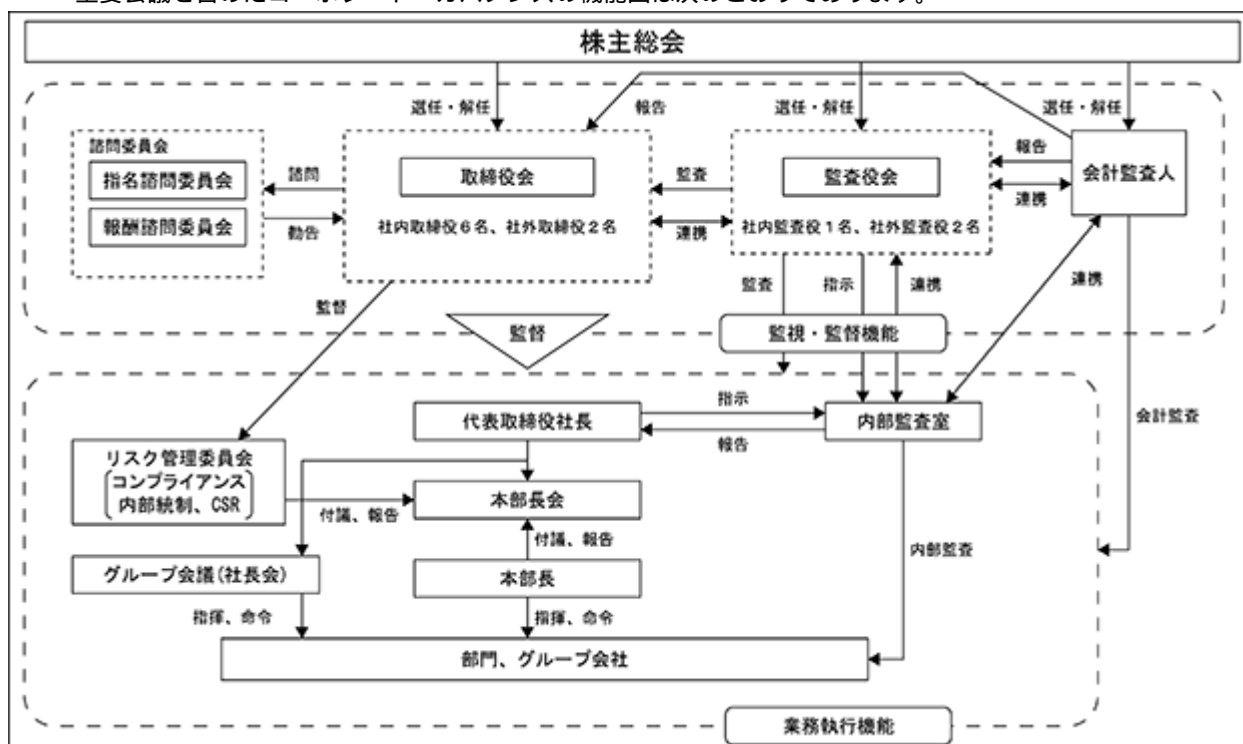 株主総会
選任・解任
報告
選任・解任
選任・解任
諮問委員会
指名諮問委員会
報酬諮問委員会
諮問
勧告
取締役会
社内取締役6名、社外取締役2名
監査
連携
監査役会
社内監査役1名、社外監査役2名
報告
連携
会計監査人
監督
監査
指示
連携
連携
監督
監視・監督機能
代表取締役社長
指示
報告
内部監査室
会計監査
リスク管理委員会
コンプライアンス
内部統制、CSR
付議、報告
本部長会
付議、報告
内部監査
グループ会議(社長会)
本部長
指揮、命令
指揮、命令
部門、グループ会社
業務執行機能